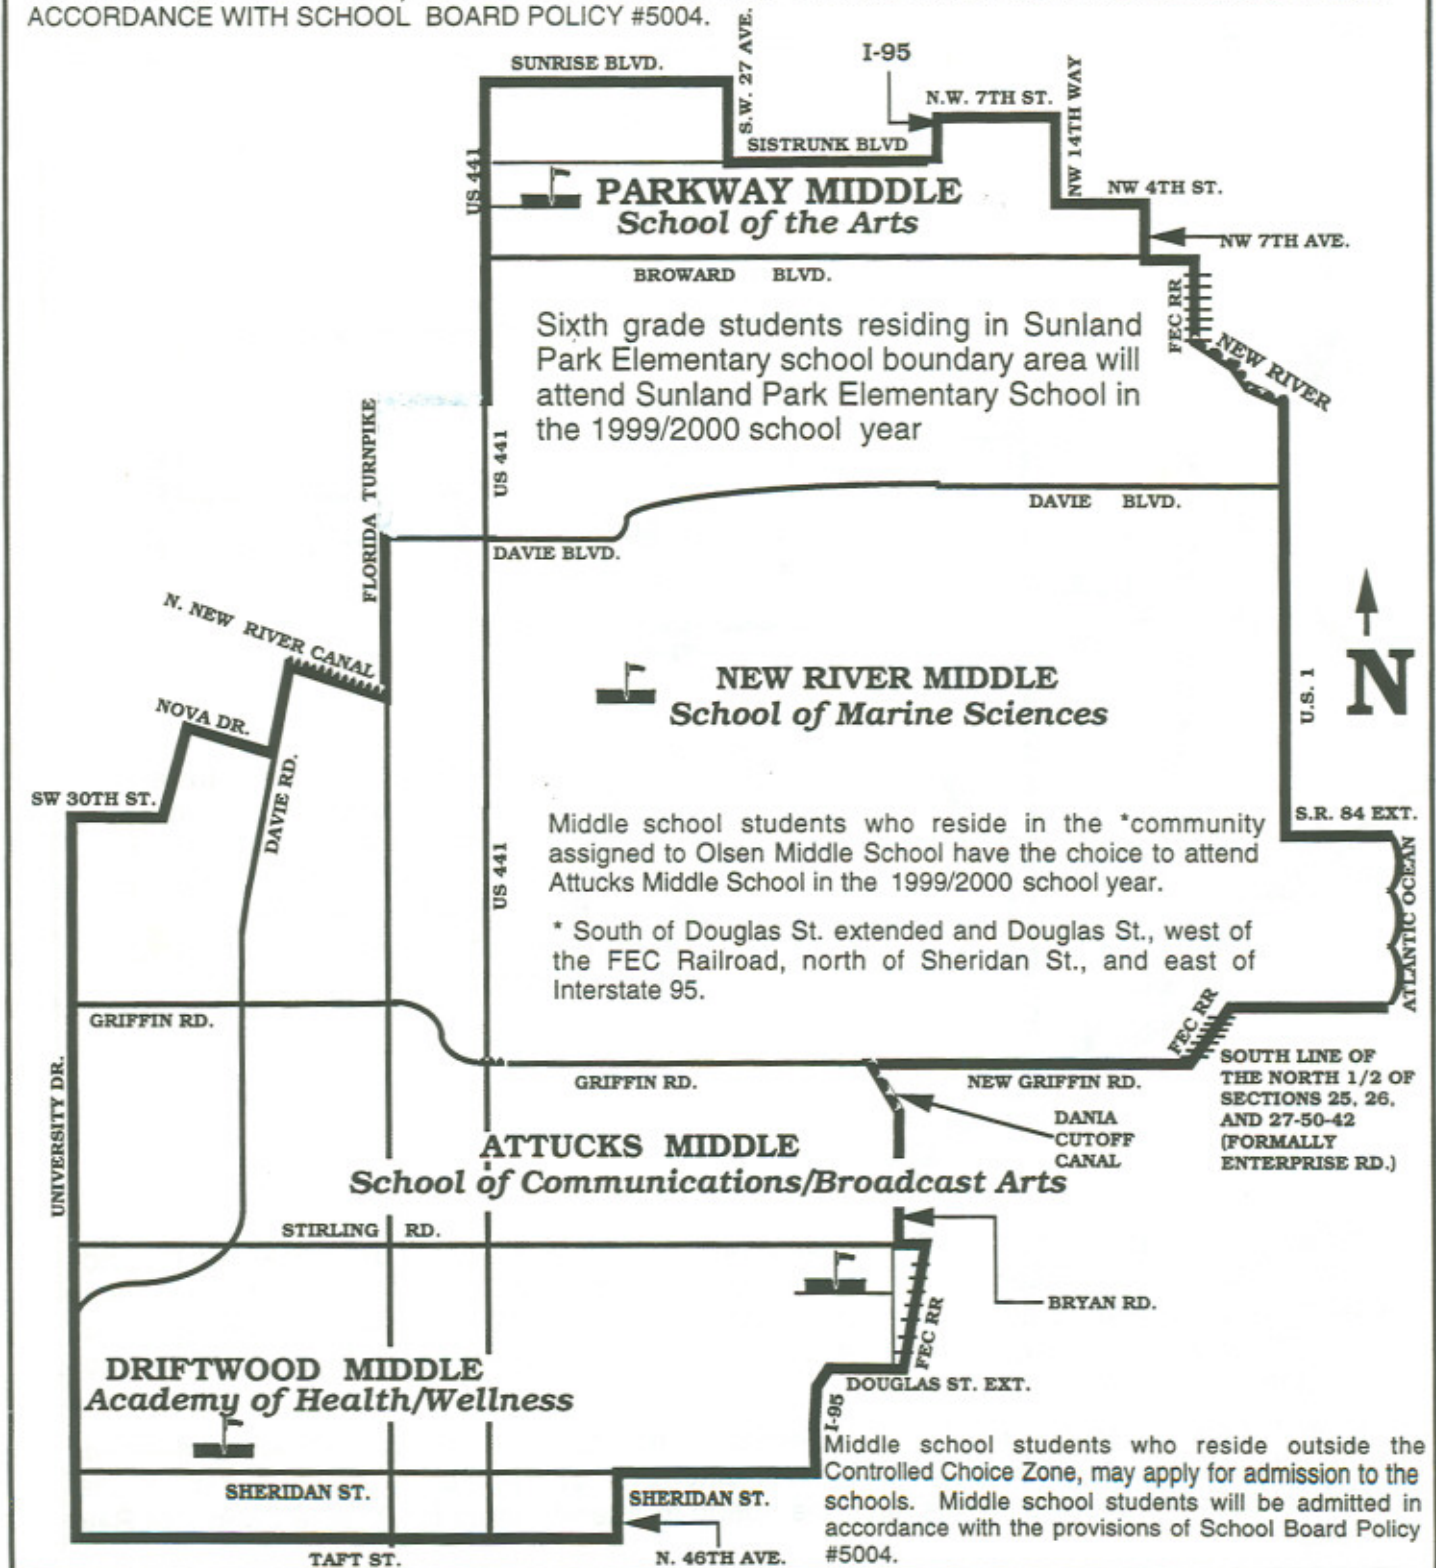 ACCORDANCE WITH SCHOOL BOARD POLICY #5004.
SUNRISE BLVD.
S.W. 27 AVE.
I-95
N.W. 7TH ST.
NW 14TH WAY
SISTRUNK BLVD
US 441
PARKWAY MIDDLE
School of the Arts
NW 4TH ST.
NW 7TH AVE.
BROWARD BLVD.
FEC RR
NEW RIVER
Sixth grade students residing in Sunland
Park Elementary school boundary area will
attend Sunland Park Elementary School in
the 1999/2000 school year
FLORIDA TURNPIKE
US 441
DAVIE BLVD.
DAVIE BLVD.
N. NEW RIVER CANAL
NEW RIVER MIDDLE
School of Marine Sciences
U.S. 1
N
NOVA DR.
DAVIE RD.
SW 30TH ST.
S.R. 84 EXT.
Middle school students who reside in the *community
assigned to Olsen Middle School have the choice to attend
Attucks Middle School in the 1999/2000 school year.
US 441
ATLANTIC OCEAN
* South of Douglas St. extended and Douglas St., west of
the FEC Railroad, north of Sheridan St., and east of
Interstate 95.
GRIFFIN RD.
FEC RR
UNIVERSITY DR.
GRIFFIN RD.
NEW GRIFFIN RD.
SOUTH LINE OF
THE NORTH 1/2 OF
SECTIONS 25, 26,
AND 27-50-42
(FORMALLY
ENTERPRISE RD.)
DANIA
CUTOFF
CANAL
ATTUCKS MIDDLE
School of Communications/Broadcast Arts
STIRLING RD.
BRYAN RD.
FEC RR
DRIFTWOOD MIDDLE
Academy of Health/Wellness
DOUGLAS ST. EXT.
I-95
Middle school students who reside outside the
Controlled Choice Zone, may apply for admission to the
schools. Middle school students will be admitted in
accordance with the provisions of School Board Policy
#5004.
SHERIDAN ST.
SHERIDAN ST.
TAFT ST.
N. 46TH AVE.